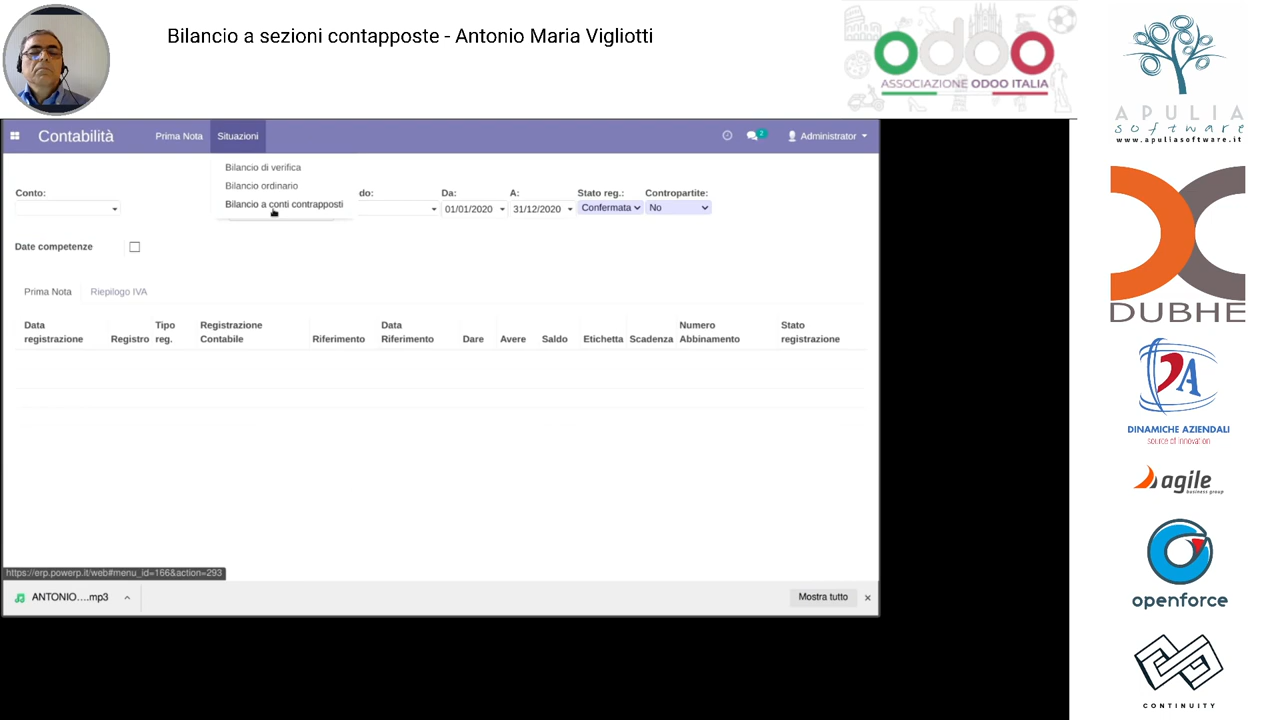 Bilancio a sezioni contapposte - Antonio Maria Vigliotti
odoo
ASSOCIAZIONE ODOO ITALIA
APULIA
software
www.apuliasoftware.it
Contabilità
Prima Nota
Situazioni
2
Administrator
Bilancio di verifica
Bilancio ordinario
Bilancio a conti contrapposti
Conto:
do:
Da:
A:
Stato reg.:
Contropartite:
01/01/2020
31/12/2020
Confermata
No
Date competenze
Prima Nota
Riepilogo IVA
Data registrazione
Registro
Tipo reg.
Registrazione Contabile
Riferimento
Data Riferimento
Dare
Avere
Saldo
Etichetta
Scadenza
Numero Abbinamento
Stato registrazione
https://erp.powerp.it/web#menu_id=166&action=293
ANTONIO....mp3
Mostra tutto
DUBHE
DINAMICHE AZIENDALI
source of innovation
agile
business group
openforce
CONTINUITY